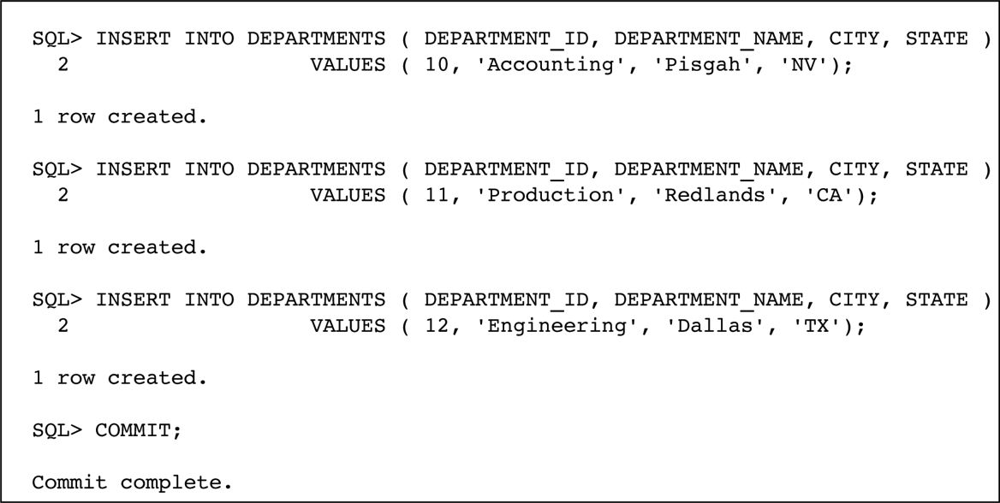 SQL> INSERT INTO DEPARTMENTS ( DEPARTMENT_ID, DEPARTMENT_NAME, CITY, STATE )
2 VALUES ( 10, 'Accounting', 'Pisgah', 'NV');
1 row created.
SQL> INSERT INTO DEPARTMENTS ( DEPARTMENT_ID, DEPARTMENT_NAME, CITY, STATE )
2 VALUES ( 11, 'Production', 'Redlands', 'CA');
1 row created.
SQL> INSERT INTO DEPARTMENTS ( DEPARTMENT_ID, DEPARTMENT_NAME, CITY, STATE )
2 VALUES ( 12, 'Engineering', 'Dallas', 'TX');
1 row created.
SQL> COMMIT;
Commit complete.